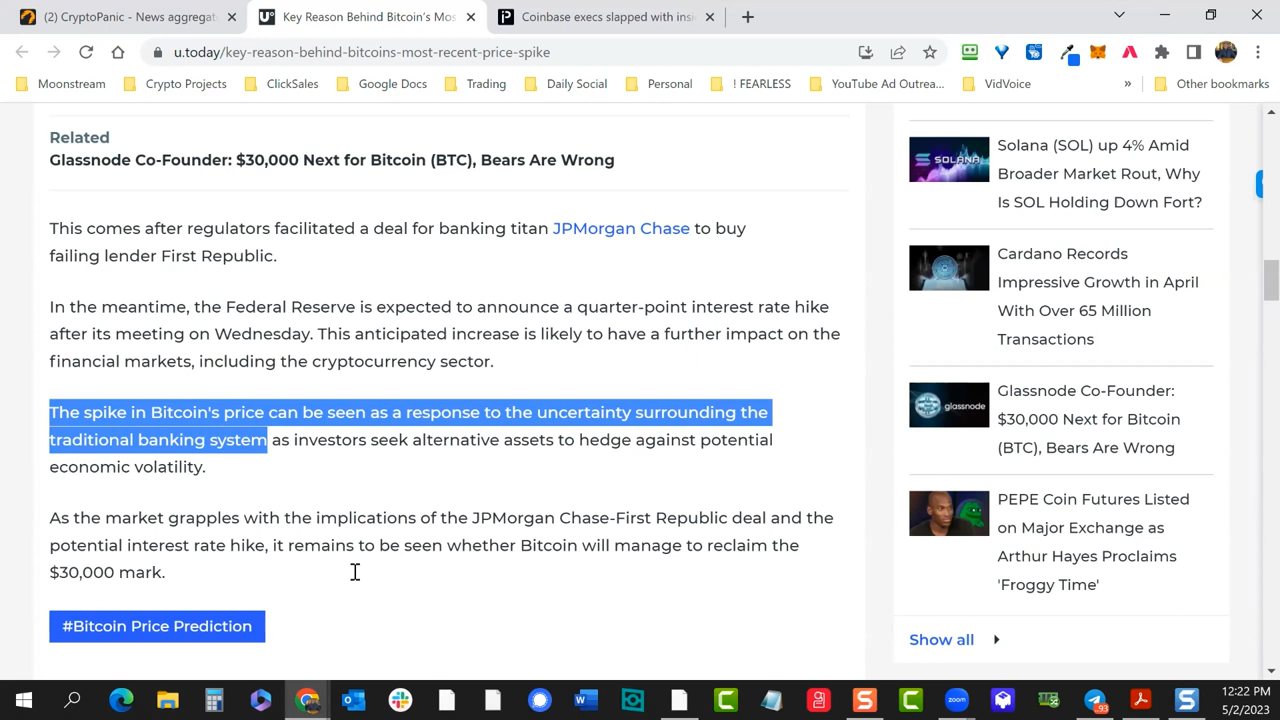 (2) CryptoPanic - News aggregat
Key Reason Behind Bitcoin's Mos
Coinbase execs slapped with insi
u.today/key-reason-behind-bitcoins-most-recent-price-spike
Moonstream
Crypto Projects
ClickSales
Google Docs
Trading
Daily Social
Personal
! FEARLESS
YouTube Ad Outrea...
VidVoice
»
Other bookmarks
Related
Glassnode Co-Founder: $30,000 Next for Bitcoin (BTC), Bears Are Wrong
This comes after regulators facilitated a deal for banking titan JPMorgan Chase to buy
failing lender First Republic.
In the meantime, the Federal Reserve is expected to announce a quarter-point interest rate hike
after its meeting on Wednesday. This anticipated increase is likely to have a further impact on the
financial markets, including the cryptocurrency sector.
The spike in Bitcoin's price can be seen as a response to the uncertainty surrounding the
traditional banking system as investors seek alternative assets to hedge against potential
economic volatility.
As the market grapples with the implications of the JPMorgan Chase-First Republic deal and the
potential interest rate hike, it remains to be seen whether Bitcoin will manage to reclaim the
$30,000 mark.
#Bitcoin Price Prediction
SOLANA
Solana (SOL) up 4% Amid
Broader Market Rout, Why
Is SOL Holding Down Fort?
Cardano Records
Impressive Growth in April
With Over 65 Million
Transactions
glassnode
Glassnode Co-Founder:
$30,000 Next for Bitcoin
(BTC), Bears Are Wrong
PEPE Coin Futures Listed
on Major Exchange as
Arthur Hayes Proclaims
'Froggy Time'
Show all
zoom
93
12:22 PM
5/2/2023